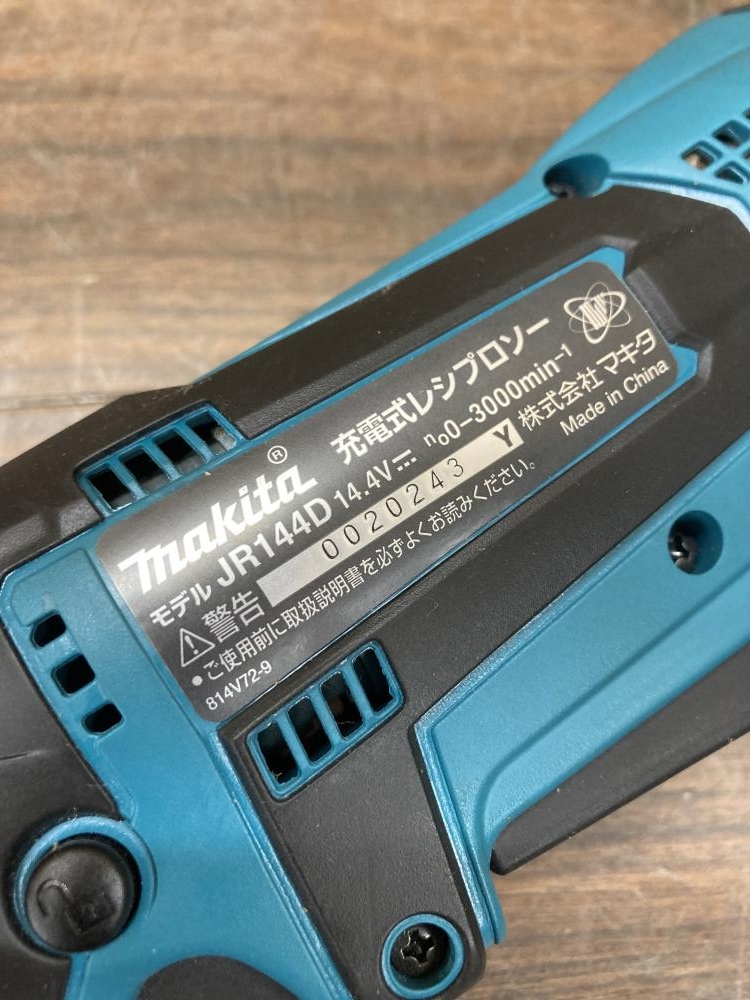 makita®
充電式レシプロソー
モデル JR144D 14.4V⎓ n₀0-3000min⁻¹
0020243 Y
株式会社マキタ
Made in China
⚠警告
●ご使用前に取扱説明書を必ずよくお読みください。
814V72-9